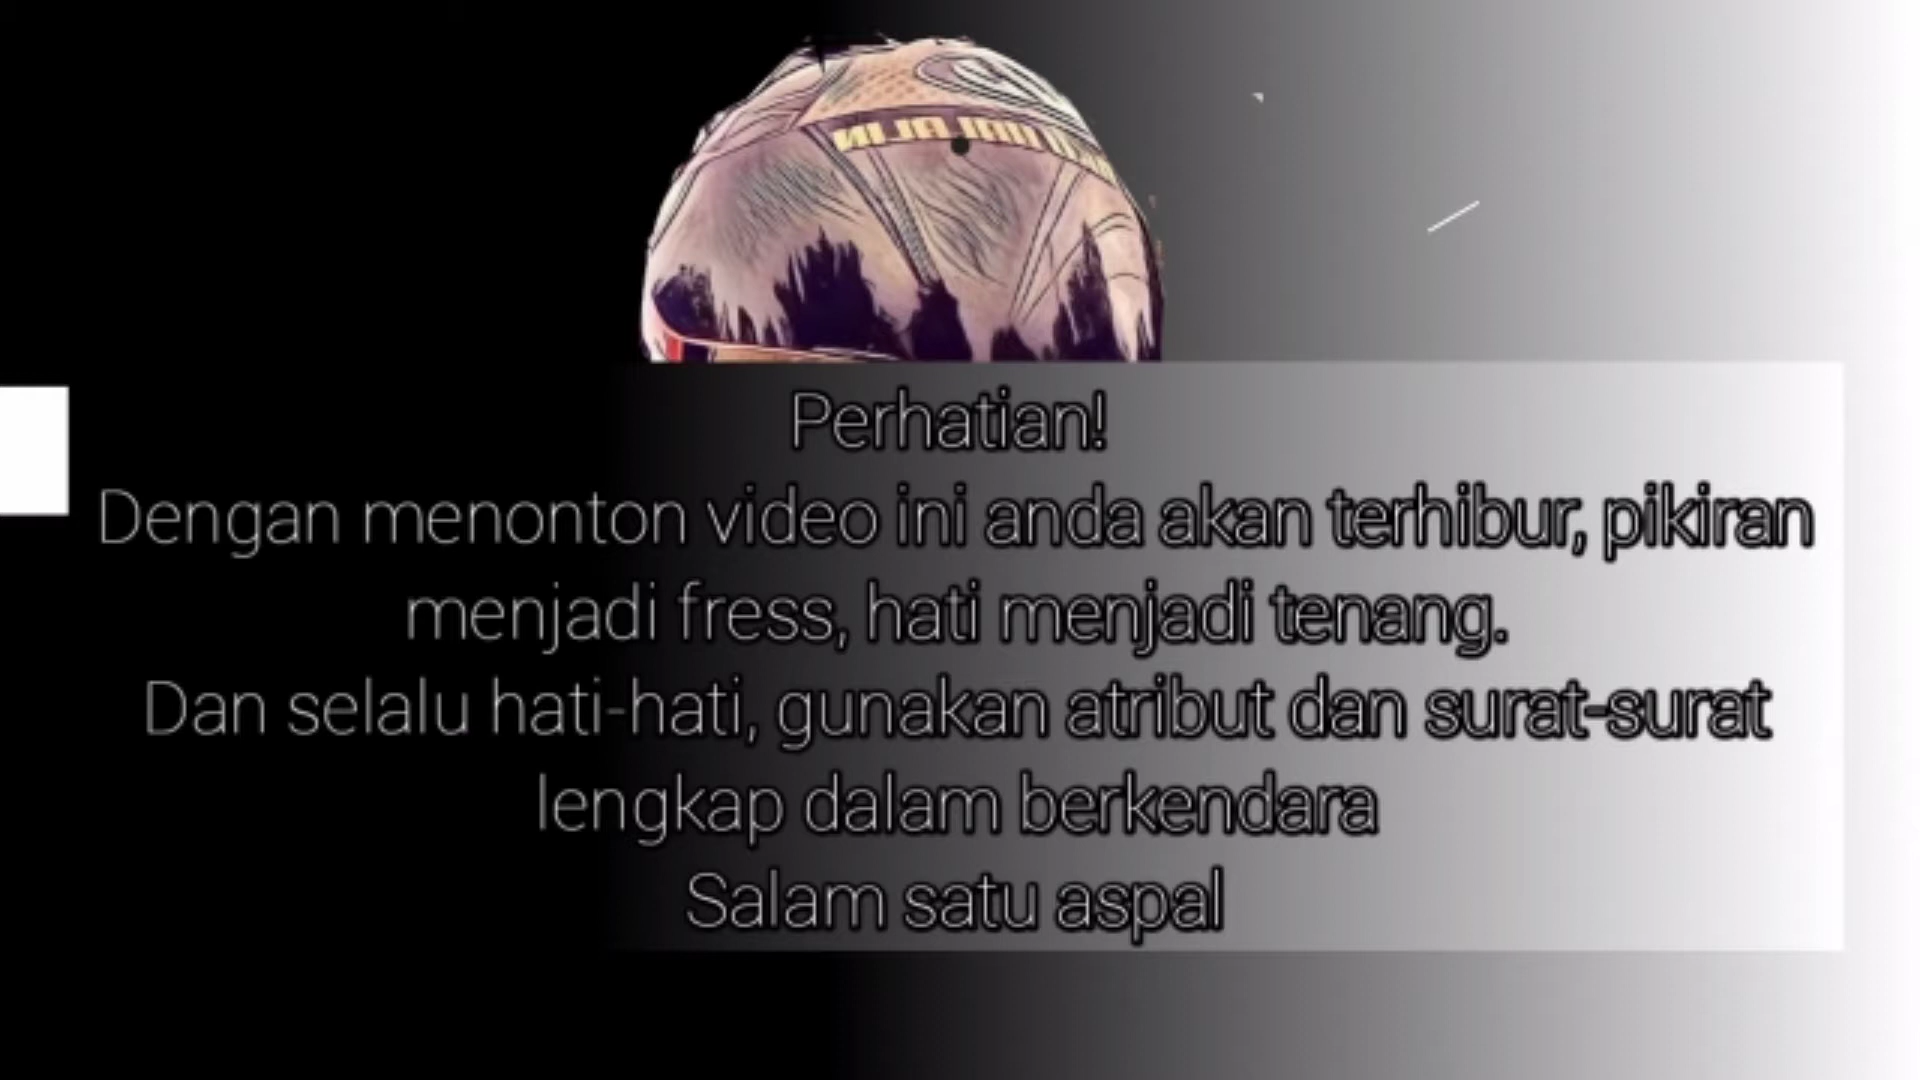 Perhatian!
Dengan menonton video ini anda akan terhibur, pikiran
menjadi fress, hati menjadi tenang.
Dan selalu hati-hati, gunakan atribut dan surat-surat
lengkap dalam berkendara
Salam satu aspal